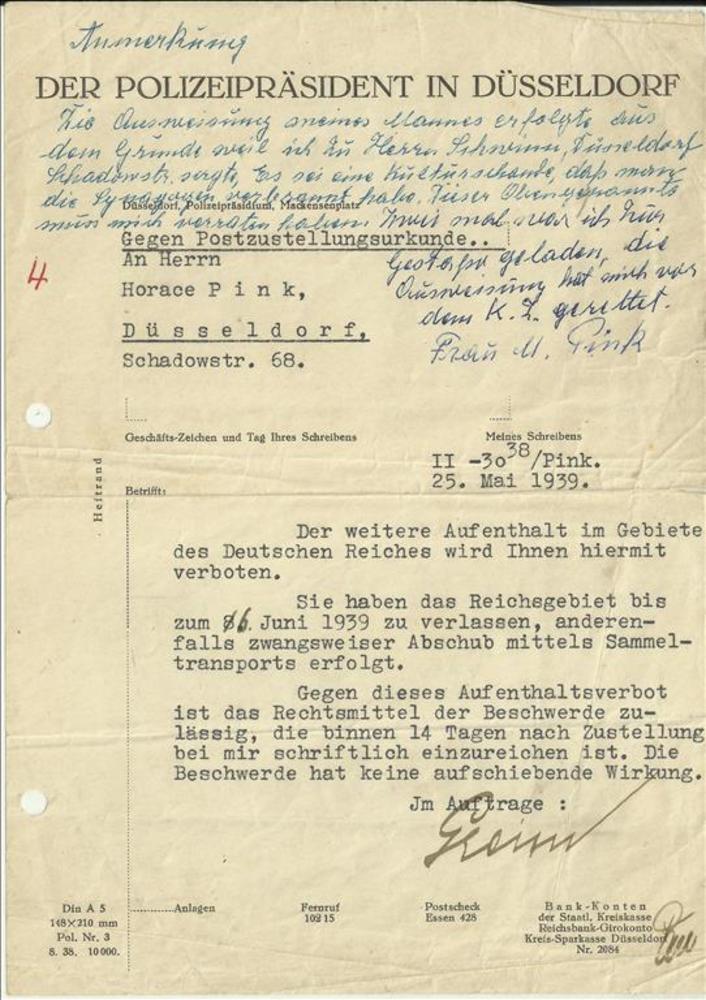 Anmerkung
DER POLIZEIPRÄSIDENT IN DÜSSELDORF
Die Ausweisung meines Mannes erfolgte aus
dem Grunde weil ich zu Herrn Schwimm, Düsseldorf
Schadowstr. sagte, Es sei eine Kulturschande, daß man
die Synagogen verbrannt habe. Dieser Obengenannte
Düsseldorf, Polizeipräsidium, Mackensenplatz
muss mich verraten haben. Zwei mal war ich zur
Gestapo geladen, die
Ausweisung hat mich vor
dem K. Z. gerettet.
Frau M. Pink
Gegen Postzustellungsurkunde..
An Herrn
4
Horace Pink,
Düsseldorf,
Schadowstr. 68.
Geschäfts-Zeichen und Tag Ihres Schreibens
Meines Schreibens
II -3038/Pink.
25. Mai 1939.
Heftrand
Betrifft:
Der weitere Aufenthalt im Gebiete
des Deutschen Reiches wird Ihnen hiermit
verboten.
Sie haben das Reichsgebiet bis
zum 16. Juni 1939 zu verlassen, anderen-
falls zwangsweiser Abschub mittels Sammel-
transports erfolgt.
Gegen dieses Aufenthaltsverbot
ist das Rechtsmittel der Beschwerde zu-
lässig, die binnen 14 Tagen nach Zustellung
bei mir schriftlich einzureichen ist. Die
Beschwerde hat keine aufschiebende Wirkung.
Jm Auftrage :
Din A 5
148×210 mm
Pol. Nr. 3
8. 38. 10000.
Anlagen
Fernruf
102 15
Postscheck
Essen 428
Bank-Konten
der Staatl. Kreiskasse
Reichsbank-Girokonto
Kreis-Sparkasse Düsseldorf
Nr. 2084